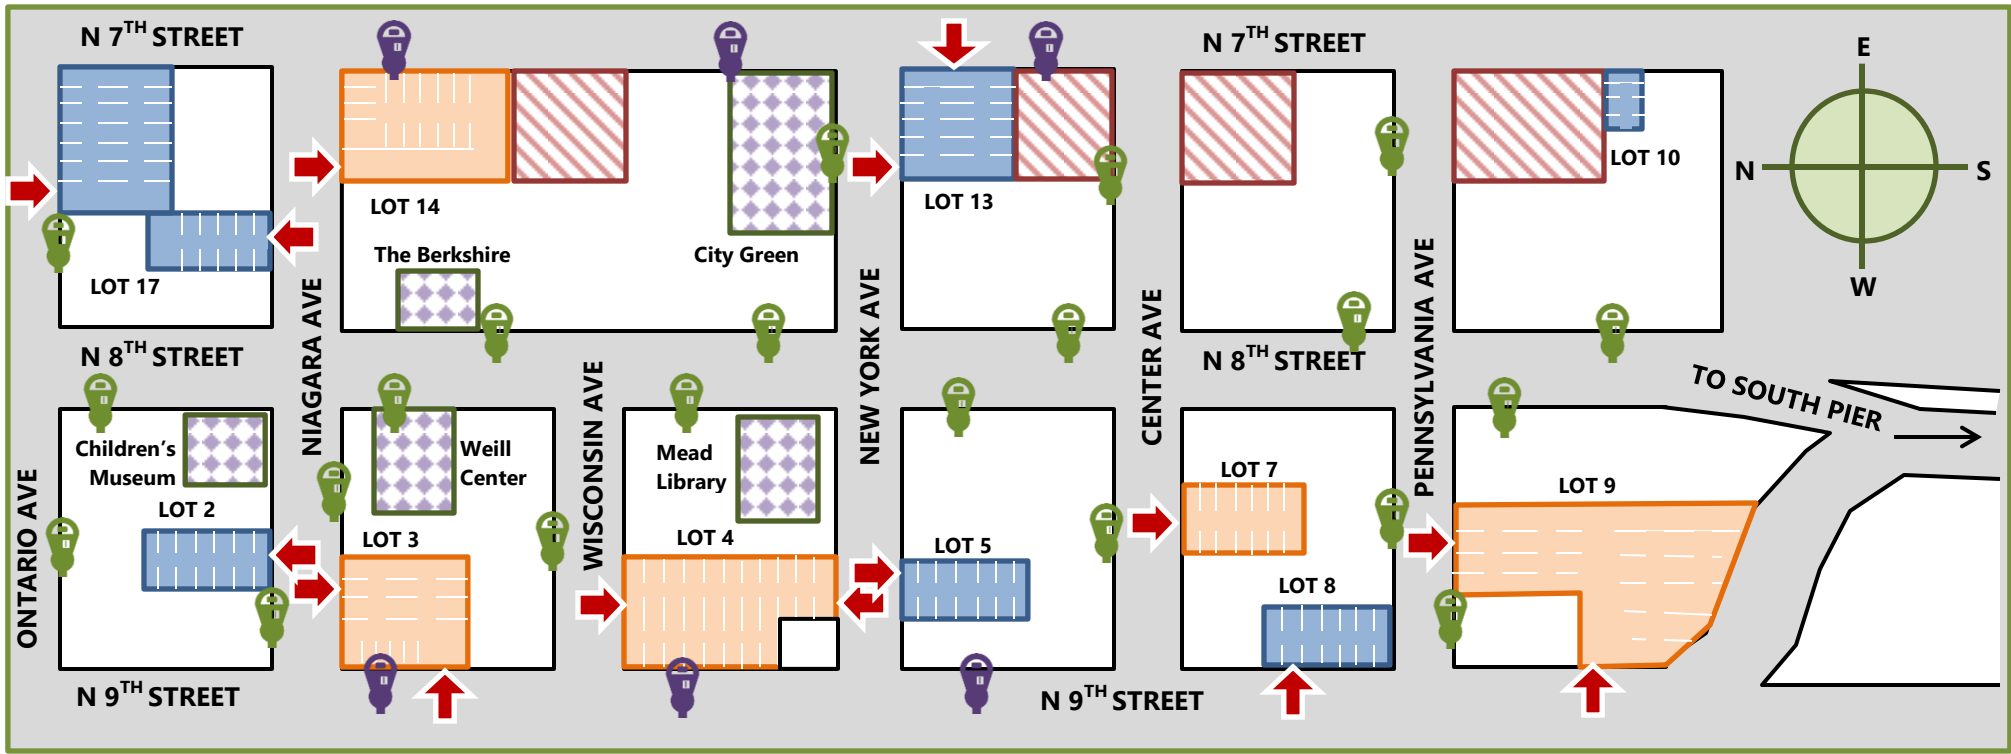 N 7TH STREET
N 7TH STREET
E
N
S
W
LOT 10
LOT 14
LOT 13
The Berkshire
City Green
LOT 17
NIAGARA AVE
NEW YORK AVE
CENTER AVE
PENNSYLVANIA AVE
N 8TH STREET
N 8TH STREET
WISCONSIN AVE
TO SOUTH PIER
Children's
Museum
Weill
Center
Mead
Library
ONTARIO AVE
LOT 2
LOT 3
LOT 4
LOT 5
LOT 7
LOT 8
LOT 9
N 9TH STREET
N 9TH STREET